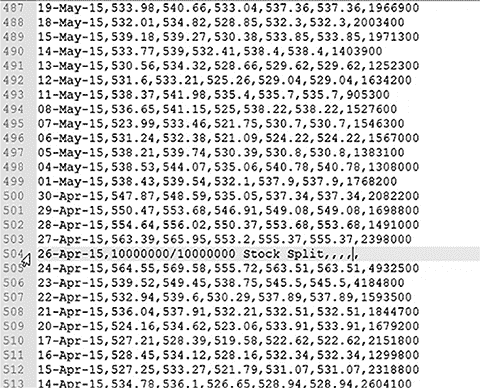 487 19-May-15,533.98,540.66,533.04,537.36,537.36,1966900
488 18-May-15,532.01,534.82,528.85,532.3,532.3,2003400
489 15-May-15,539.18,539.27,530.38,533.85,533.85,1971300
490 14-May-15,533.77,539,532.41,538.4,538.4,1403900
491 13-May-15,530.56,534.32,528.66,529.62,529.62,1252300
492 12-May-15,531.6,533.21,525.26,529.04,529.04,1634200
493 11-May-15,538.37,541.98,535.4,535.7,535.7,905300
494 08-May-15,536.65,541.15,525,538.22,538.22,1527600
495 07-May-15,523.99,533.46,521.75,530.7,530.7,1546300
496 06-May-15,531.24,532.38,521.09,524.22,524.22,1567000
497 05-May-15,538.21,539.74,530.39,530.8,530.8,1383100
498 04-May-15,538.53,544.07,535.06,540.78,540.78,1308000
499 01-May-15,538.43,539.54,532.1,537.9,537.9,1768200
500 30-Apr-15,547.87,548.59,535.05,537.34,537.34,2082200
501 29-Apr-15,550.47,553.68,546.91,549.08,549.08,1698800
502 28-Apr-15,554.64,556.02,550.37,553.68,553.68,1491000
503 27-Apr-15,563.39,565.95,553.2,555.37,555.37,2398000
504 26-Apr-15,10000000/10000000 Stock Split,,,,,
505 24-Apr-15,564.55,569.58,555.72,563.51,563.51,4932500
506 23-Apr-15,539.52,549.45,538.75,545.5,545.5,4184800
507 22-Apr-15,532.94,539.6,530.29,537.89,537.89,1593500
508 21-Apr-15,536.04,537.91,532.21,532.51,532.51,1844700
509 20-Apr-15,524.16,534.62,523.06,533.91,533.91,1679200
510 17-Apr-15,527.21,528.39,519.58,522.62,522.62,2151800
511 16-Apr-15,528.45,534.12,528.16,532.34,532.34,1299800
512 15-Apr-15,527.25,533.27,521.79,531.07,531.07,2318800
513 14-Apr-15,534.78,536.1,526.65,528.94,528.94,2604100